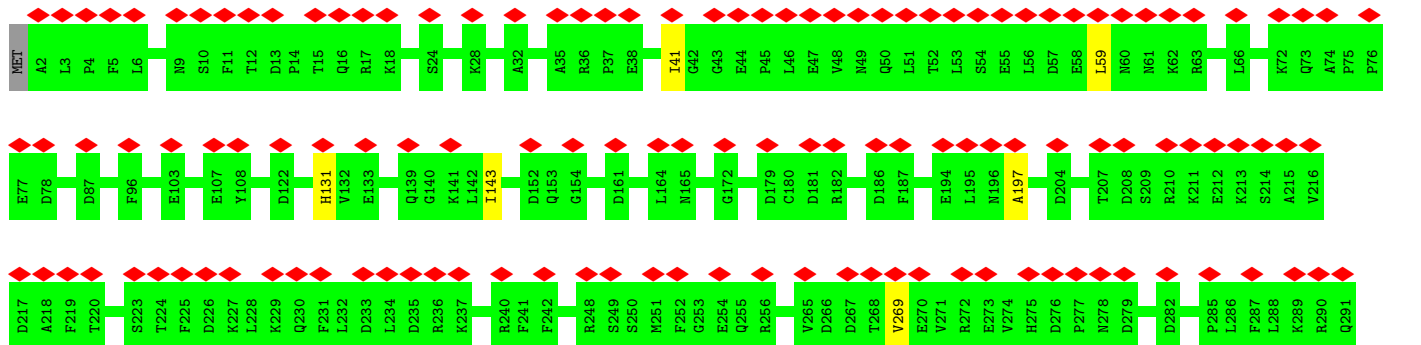 MET A2 L3 P4 F5 L6 N9 S10 F11 T12 D13 P14 T15 Q16 R17 K18 S24 K28 A32 A35 R36 P37 E38 I41 G42 G43 E44 P45 L46 E47 V48 N49 Q50 L51 T52 L53 S54 E55 L56 D57 E58 L59 N60 N61 K62 R63 L66 K72 Q73 A74 P75 P76
E77 D78 D87 F96 E103 E107 Y108 D122 H131 V132 E133 Q139 G140 K141 L142 I143 D152 Q153 G154 D161 L164 N165 G172 D179 C180 D181 R182 D186 F187 E194 L195 N196 A197 D204 T207 D208 S209 R210 K211 E212 K213 S214 A215 V216
D217 A218 F219 T220 S223 T224 F225 D226 K227 L228 K229 Q230 F231 L232 D233 L234 D235 R236 K237 R240 F241 F242 R248 S249 S250 M251 F252 G253 E254 Q255 R256 V265 D266 D267 T268 V269 E270 V271 R272 E273 V274 H275 D276 P277 N278 D279 D282 P285 L286 F287 L288 K289 R290 Q291